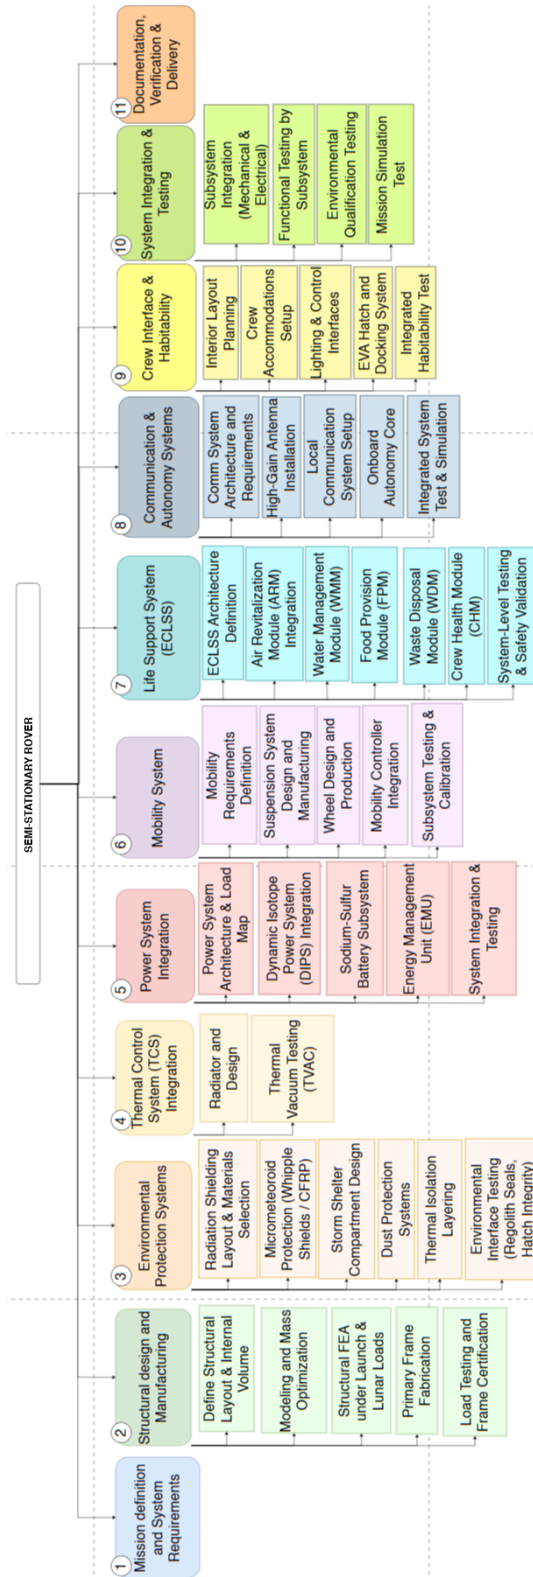 SEMI-STATIONARY ROVER
1
Mission definition
and System
Requirements
2
Structural design and
Manufacturing
Define Structural
Layout & Internal
Volume
Modeling and Mass
Optimization
Structural FEA
under Launch &
Lunar Loads
Primary Frame
Fabrication
Load Testing and
Frame Certification
3
Environmental
Protection Systems
Radiation Shielding
Layout & Materials
Selection
Micrometeoroid
Protection (Whipple
Shields / CFRP)
Storm Shelter
Compartment Design
Dust Protection
Systems
Thermal Isolation
Layering
Environmental
Interface Testing
(Regolith Seals,
Hatch Integrity)
4
Thermal Control
System (TCS)
Integration
Radiator and
Design
Thermal
Vacuum Testing
(TVAC)
5
Power System
Integration
Power System
Architecture & Load
Map
Dynamic Isotope
Power System
(DIPS) Integration
Sodium-Sulfur
Battery Subsystem
Energy Management
Unit (EMU)
System Integration &
Testing
6
Mobility System
Mobility
Requirements
Definition
Suspension System
Design and
Manufacturing
Wheel Design and
Production
Mobility Controller
Integration
Subsystem Testing &
Calibration
7
Life Support System
(ECLSS)
ECLSS Architecture
Definition
Air Revitalization
Module (ARM)
Integration
Water Management
Module (WMM)
Food Provision
Module (FPM)
Waste Disposal
Module (WDM)
Crew Health Module
(CHM)
System-Level Testing
& Safety Validation
8
Communication &
Autonomy Systems
Comm System
Architecture and
Requirements
High-Gain Antenna
Installation
Local
Communication
System Setup
Onboard
Autonomy Core
Integrated System
Test & Simulation
9
Crew Interface &
Habitability
Interior Layout
Planning
Crew
Accommodations
Setup
Lighting & Control
Interfaces
EVA Hatch and
Docking System
Integrated
Habitability Test
10
System Integration &
Testing
Subsystem
Integration
(Mechanical &
Electrical)
Functional Testing by
Subsystem
Environmental
Qualification Testing
Mission Simulation
Test
11
Documentation,
Verification &
Delivery